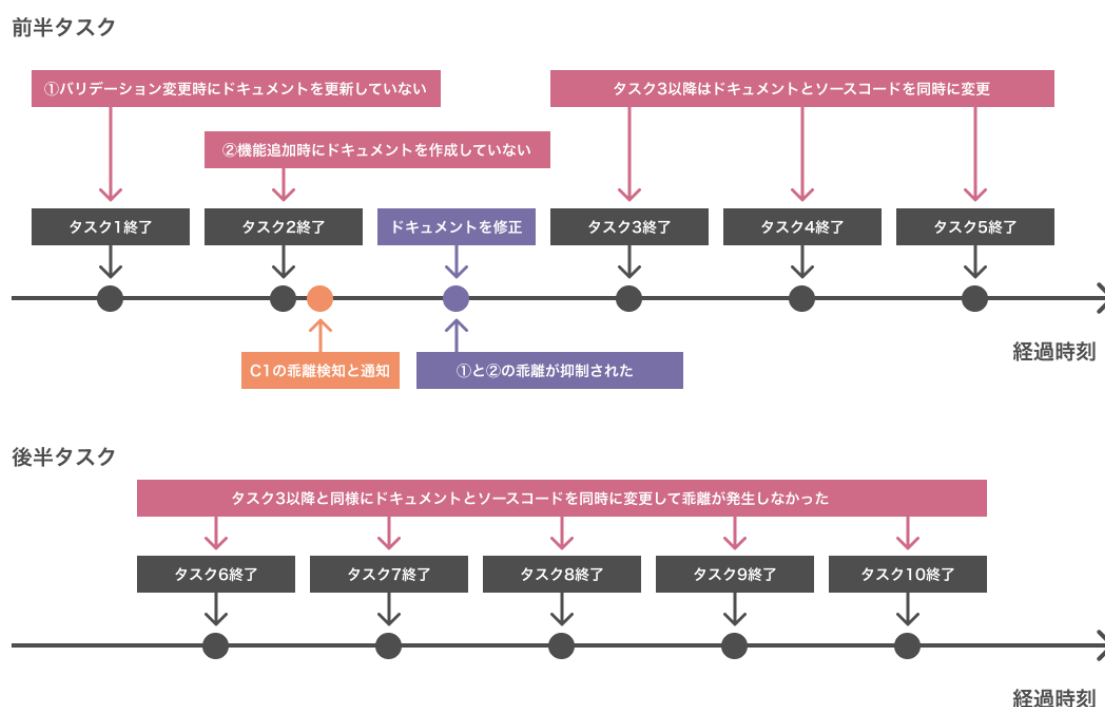 前半タスク
①バリデーション変更時にドキュメントを更新していない
タスク3以降はドキュメントとソースコードを同時に変更
②機能追加時にドキュメントを作成していない
タスク1終了
タスク2終了
ドキュメントを修正
タスク3終了
タスク4終了
タスク5終了
経過時刻
C1の乖離検知と通知
①と②の乖離が抑制された
後半タスク
タスク3以降と同様にドキュメントとソースコードを同時に変更して乖離が発生しなかった
タスク6終了
タスク7終了
タスク8終了
タスク9終了
タスク10終了
経過時刻